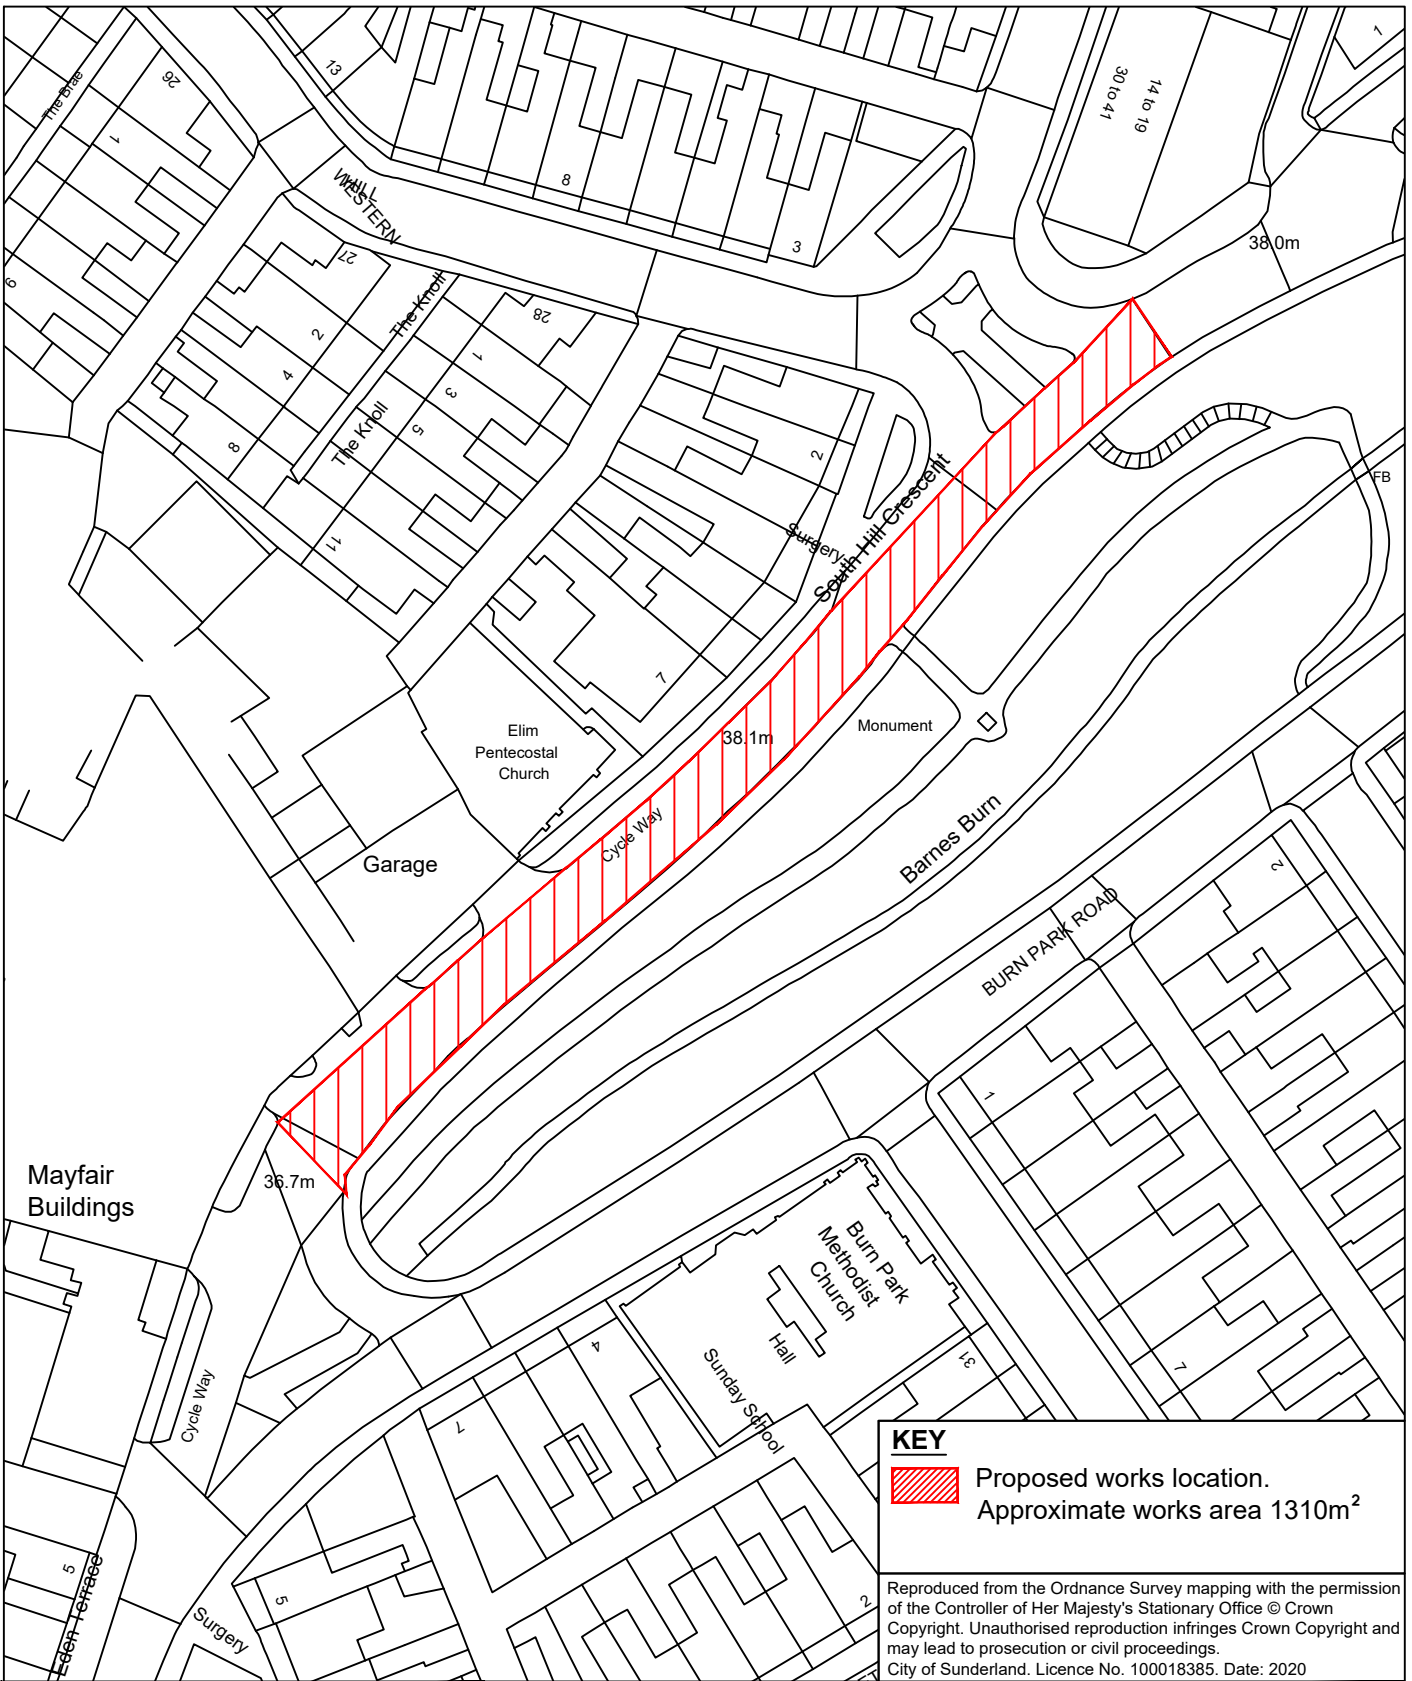 The Brae
26
1
6
13
8
3
WESTERN
HILL
30 to 41
14 to 19
1
38.0m
27
2
4
8
The Knoll
The Knoll
28
1
3
5
11
2
Surgery
South Hill Crescent
FB
7
Elim
Pentecostal
Church
38.1m
Monument
Cycle Way
Garage
Barnes Burn
BURN PARK ROAD
2
1
7
36.7m
Mayfair
Buildings
Burn Park
Methodist
Church
Hall
Sunday School
31
4
7
Cycle Way
5
Eden Terrace
Surgery
5
2
KEY
Proposed works location.
Approximate works area 1310m²
Reproduced from the Ordnance Survey mapping with the permission
of the Controller of Her Majesty's Stationary Office © Crown
Copyright. Unauthorised reproduction infringes Crown Copyright and
may lead to prosecution or civil proceedings.
City of Sunderland. Licence No. 100018385. Date: 2020